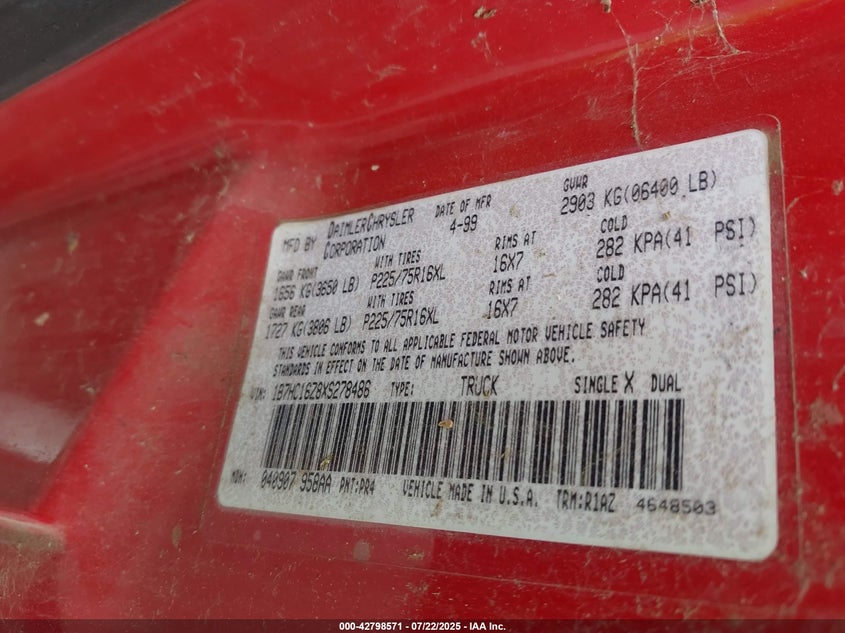 MFD BY DAIMLERCHRYSLER CORPORATION DATE OF MFR 4-99 GVWR 2903 KG(06400 LB)
GAWR FRONT WITH TIRES RIMS AT COLD
1656 KG(3650 LB) P225/75R16XL 16X7 282 KPA(41 PSI)
GAWR REAR WITH TIRES RIMS AT COLD
1727 KG(3806 LB) P225/75R16XL 16X7 282 KPA(41 PSI)
THIS VEHICLE CONFORMS TO ALL APPLICABLE FEDERAL MOTOR VEHICLE SAFETY
STANDARDS IN EFFECT ON THE DATE OF MANUFACTURE SHOWN ABOVE.
VIN: 1B7HC16Z8XS278486 TYPE: TRUCK SINGLE X DUAL
MDH: 040907 958AA PNT:PR4 VEHICLE MADE IN U.S.A. TRM:R1AZ 4648503
000-42798571 - 07/22/2025 - IAA Inc.